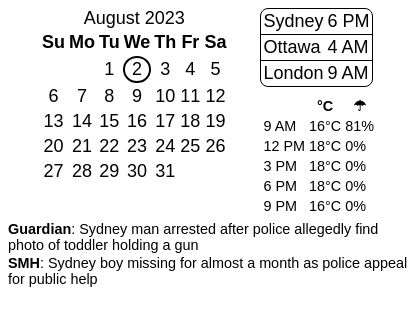 August 2023
Su Mo Tu We Th Fr Sa
1 2 3 4 5
6 7 8 9 10 11 12
13 14 15 16 17 18 19
20 21 22 23 24 25 26
27 28 29 30 31
Sydney 6 PM
Ottawa 4 AM
London 9 AM
°C ☂
9 AM 16°C 81%
12 PM 18°C 0%
3 PM 18°C 0%
6 PM 18°C 0%
9 PM 16°C 0%
Guardian: Sydney man arrested after police allegedly find
photo of toddler holding a gun
SMH: Sydney boy missing for almost a month as police appeal
for public help